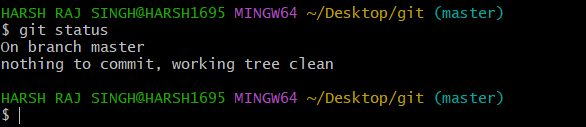 HARSH RAJ SINGH@HARSH1695 MINGW64 ~/Desktop/git (master)
$ git status
On branch master
nothing to commit, working tree clean
HARSH RAJ SINGH@HARSH1695 MINGW64 ~/Desktop/git (master)
$